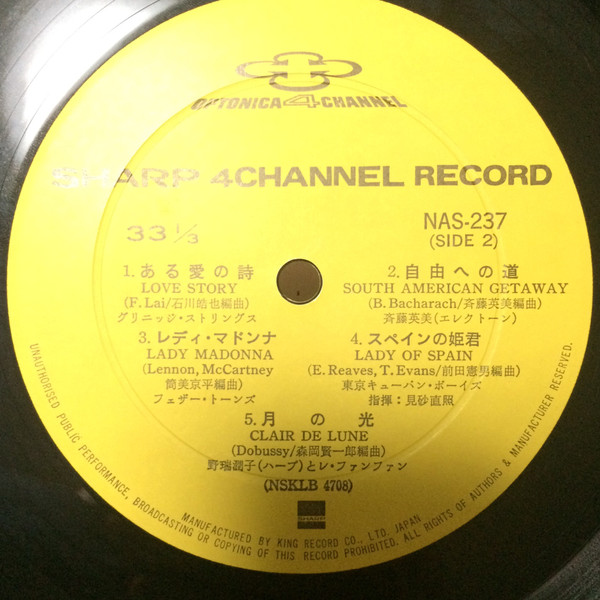 OPTONICA 4 CHANNEL
SHARP 4CHANNEL RECORD
33 1/3
NAS-237
(SIDE 2)
1.ある愛の詩
LOVE STORY
(F. Lai/石川皓也編曲)
グリニッジ・ストリングス
2.自由への道
SOUTH AMERICAN GETAWAY
(B. Bacharach/斉藤英美編曲)
斉藤英美(エレクトーン)
3.レディ・マドンナ
LADY MADONNA
(Lennon, McCartney
筒美京平編曲)
フェザー・トーンズ
4.スペインの姫君
LADY OF SPAIN
(E. Reaves, T. Evans/前田憲男編曲)
東京キューバン・ボーイズ
指揮:見砂直照
5.月の光
CLAIR DE LUNE
(Dobussy/森岡賢一郎編曲)
野瑞潤子(ハープ)とレ・ファンファン
(NSKLB 4708)
SHARP
UNAUTHORISED PUBLIC PERFORMANCE, BROADCASTING OR COPYING OF THIS RECORD PROHIBITED. ALL RIGHTS OF AUTHORS & MANUFACTURER RESERVED.
MANUFACTURED BY KING RECORD CO., LTD. JAPAN